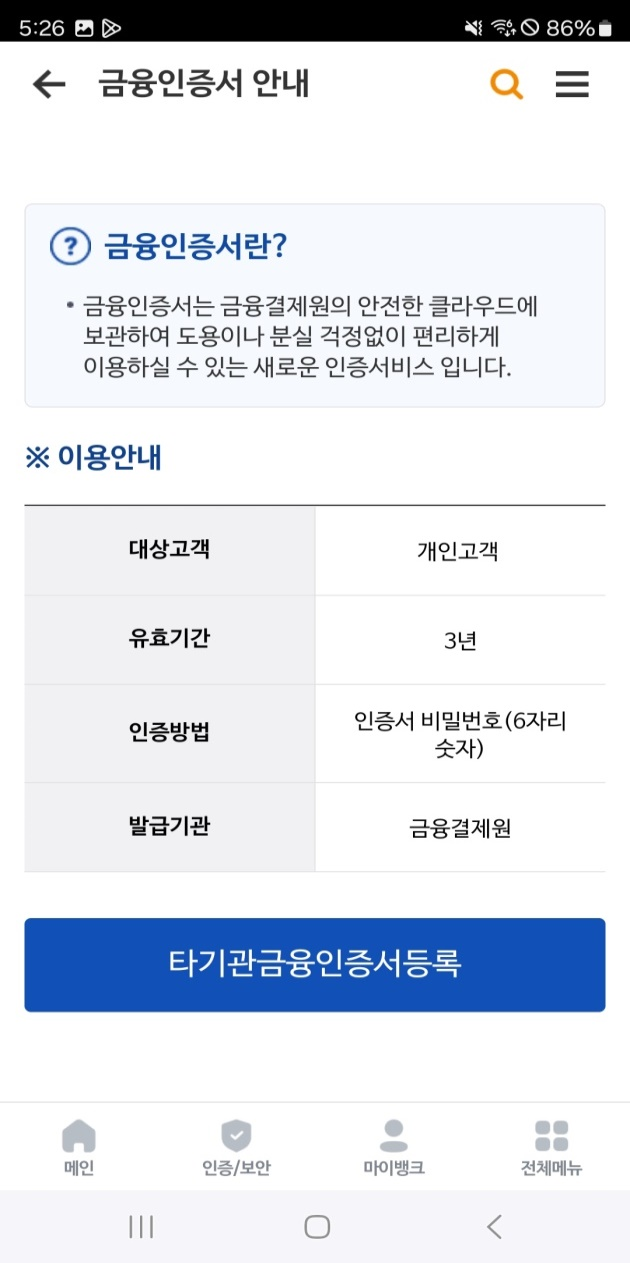 5:26
86%
금융인증서 안내
? 금융인증서란?
• 금융인증서는 금융결제원의 안전한 클라우드에
보관하여 도용이나 분실 걱정없이 편리하게
이용하실 수 있는 새로운 인증서비스 입니다.
※ 이용안내
대상고객 개인고객
유효기간 3년
인증방법 인증서 비밀번호(6자리
숫자)
발급기관 금융결제원
타기관금융인증서등록
메인 인증/보안 마이뱅크 전체메뉴